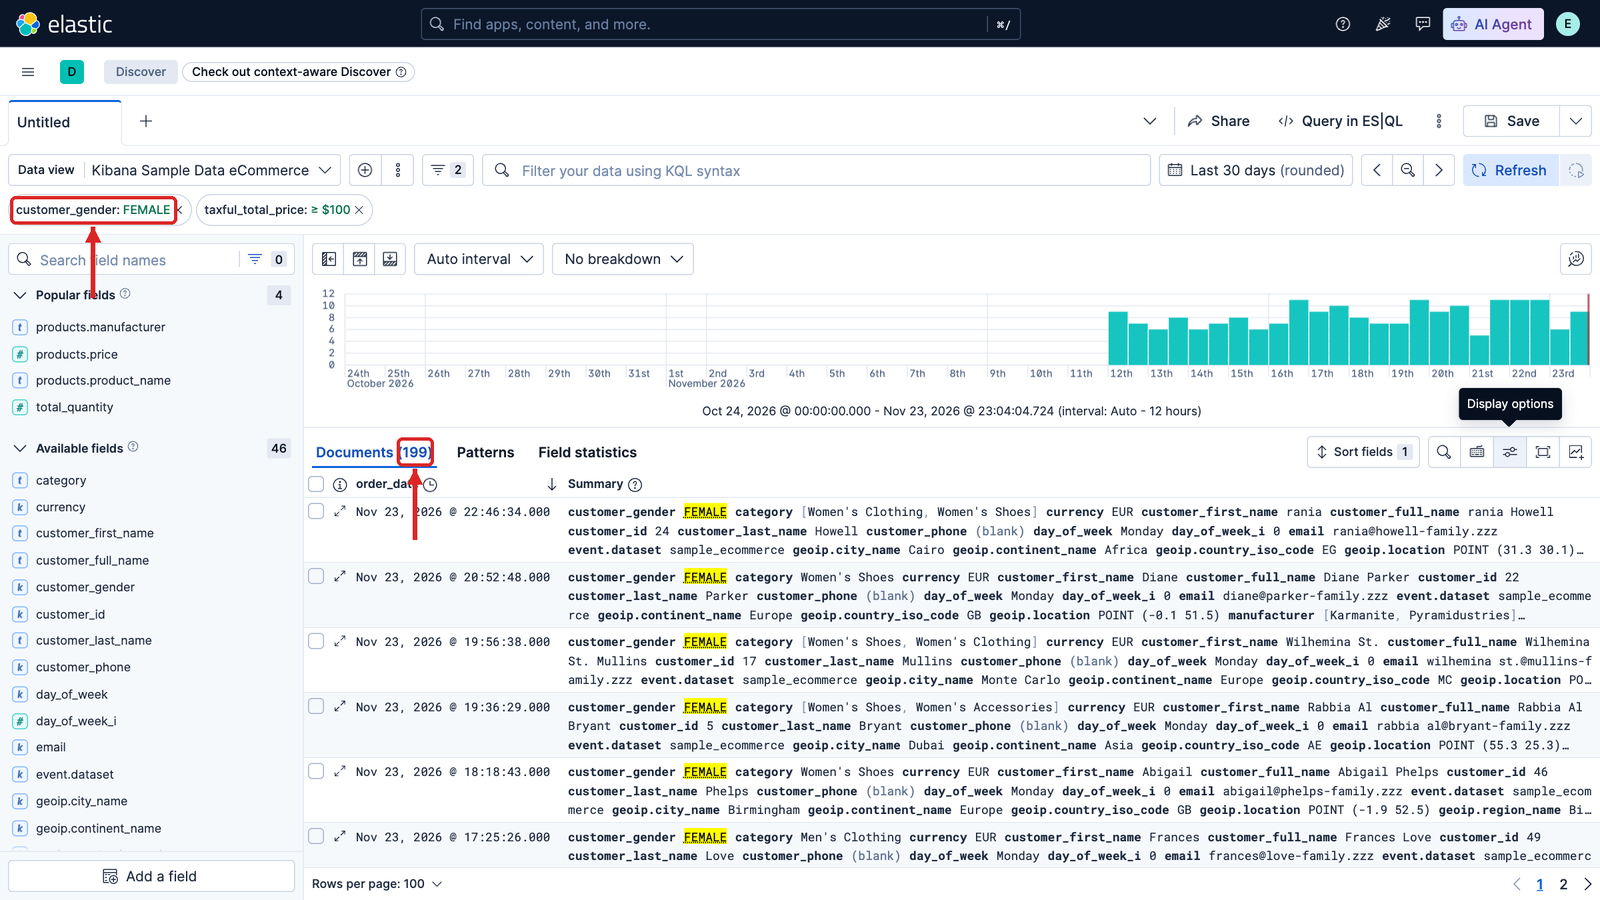 elastic
Find apps, content, and more.
⌘/
AI Agent
E
D
Discover
Check out context-aware Discover
Untitled
Share
Query in ES|QL
Save
Data view
Kibana Sample Data eCommerce
2
Filter your data using KQL syntax
Last 30 days (rounded)
Refresh
customer_gender: FEMALE
taxful_total_price: ≥ $100
Search field names
0
Auto interval
No breakdown
Popular fields
4
products.manufacturer
products.price
products.product_name
total_quantity
Available fields
46
category
currency
customer_first_name
customer_full_name
customer_gender
customer_id
customer_last_name
customer_phone
day_of_week
day_of_week_i
email
event.dataset
geoip.city_name
geoip.continent_name
Add a field
12
10
8
6
4
2
0
24th 25th 26th 27th 28th 29th 30th 31st 1st 2nd 3rd 4th 5th 6th 7th 8th 9th 10th 11th 12th 13th 14th 15th 16th 17th 18th 19th 20th 21st 22nd 23rd
October 2026 November 2026
Oct 24, 2026 @ 00:00:00.000 - Nov 23, 2026 @ 23:04:04.724 (interval: Auto - 12 hours)
Display options
Documents (199)
Patterns
Field statistics
Sort fields 1
order_dat
Summary
Nov 23, 2026 @ 22:46:34.000
customer_gender FEMALE category [Women's Clothing, Women's Shoes] currency EUR customer_first_name rania customer_full_name rania Howell
customer_id 24 customer_last_name Howell customer_phone (blank) day_of_week Monday day_of_week_i 0 email rania@howell-family.zzz
event.dataset sample_ecommerce geoip.city_name Cairo geoip.continent_name Africa geoip.country_iso_code EG geoip.location POINT (31.3 30.1)…
Nov 23, 2026 @ 20:52:48.000
customer_gender FEMALE category Women's Shoes currency EUR customer_first_name Diane customer_full_name Diane Parker customer_id 22
customer_last_name Parker customer_phone (blank) day_of_week Monday day_of_week_i 0 email diane@parker-family.zzz event.dataset sample_ecomme
rce geoip.continent_name Europe geoip.country_iso_code GB geoip.location POINT (-0.1 51.5) manufacturer [Karmanite, Pyramidustries]…
Nov 23, 2026 @ 19:56:38.000
customer_gender FEMALE category [Women's Shoes, Women's Clothing] currency EUR customer_first_name Wilhemina St. customer_full_name Wilhemina
St. Mullins customer_id 17 customer_last_name Mullins customer_phone (blank) day_of_week Monday day_of_week_i 0 email wilhemina st.@mullins-f
amily.zzz event.dataset sample_ecommerce geoip.city_name Monte Carlo geoip.continent_name Europe geoip.country_iso_code MC geoip.location PO…
Nov 23, 2026 @ 19:36:29.000
customer_gender FEMALE category [Women's Shoes, Women's Accessories] currency EUR customer_first_name Rabbia Al customer_full_name Rabbia Al
Bryant customer_id 5 customer_last_name Bryant customer_phone (blank) day_of_week Monday day_of_week_i 0 email rabbia al@bryant-family.zzz
event.dataset sample_ecommerce geoip.city_name Dubai geoip.continent_name Asia geoip.country_iso_code AE geoip.location POINT (55.3 25.3)…
Nov 23, 2026 @ 18:18:43.000
customer_gender FEMALE category Women's Shoes currency EUR customer_first_name Abigail customer_full_name Abigail Phelps customer_id 46
customer_last_name Phelps customer_phone (blank) day_of_week Monday day_of_week_i 0 email abigail@phelps-family.zzz event.dataset sample_ecom
merce geoip.city_name Birmingham geoip.continent_name Europe geoip.country_iso_code GB geoip.location POINT (-1.9 52.5) geoip.region_name Bi…
Nov 23, 2026 @ 17:25:26.000
customer_gender FEMALE category Men's Clothing currency EUR customer_first_name Frances customer_full_name Frances Love customer_id 49
customer_last_name Love customer_phone (blank) day_of_week Monday day_of_week_i 0 email frances@love-family.zzz event.dataset sample_ecommerc
Rows per page: 100
1 2